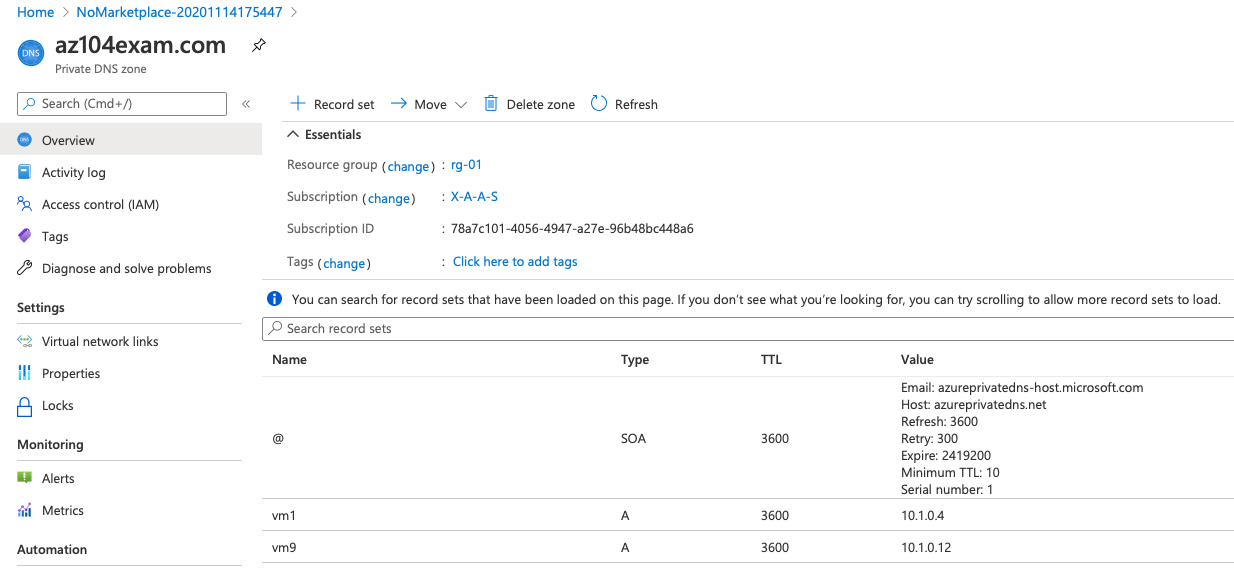 Home > NoMarketplace-20201114175447 >
DNS
az104exam.com
Private DNS zone
Search (Cmd+/)
«
Overview
Activity log
Access control (IAM)
Tags
Diagnose and solve problems
Settings
Virtual network links
Properties
Locks
Monitoring
Alerts
Metrics
Automation
Record set Move Delete zone Refresh
Essentials
Resource group (change) : rg-01
Subscription (change) : X-A-A-S
Subscription ID : 78a7c101-4056-4947-a27e-96b48bc448a6
Tags (change) : Click here to add tags
You can search for record sets that have been loaded on this page. If you don't see what you're looking for, you can try scrolling to allow more record sets to load.
Search record sets
Name Type TTL Value
@ SOA 3600
Email: azureprivatedns-host.microsoft.com
Host: azureprivatedns.net
Refresh: 3600
Retry: 300
Expire: 2419200
Minimum TTL: 10
Serial number: 1
vm1 A 3600 10.1.0.4
vm9 A 3600 10.1.0.12